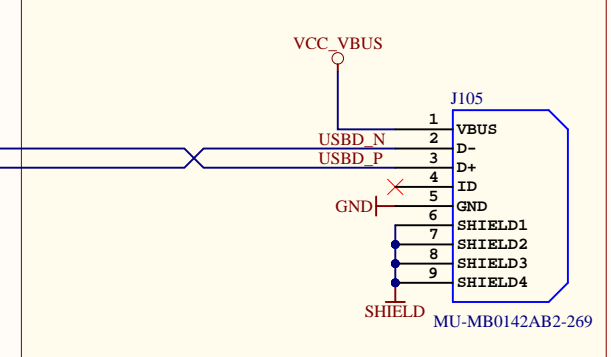 VCC_VBUS
J105
1 VBUS
USBD_N 2 D-
USBD_P 3 D+
4 ID
GND 5 GND
6 SHIELD1
7 SHIELD2
8 SHIELD3
9 SHIELD4
SHIELD
MU-MB0142AB2-269